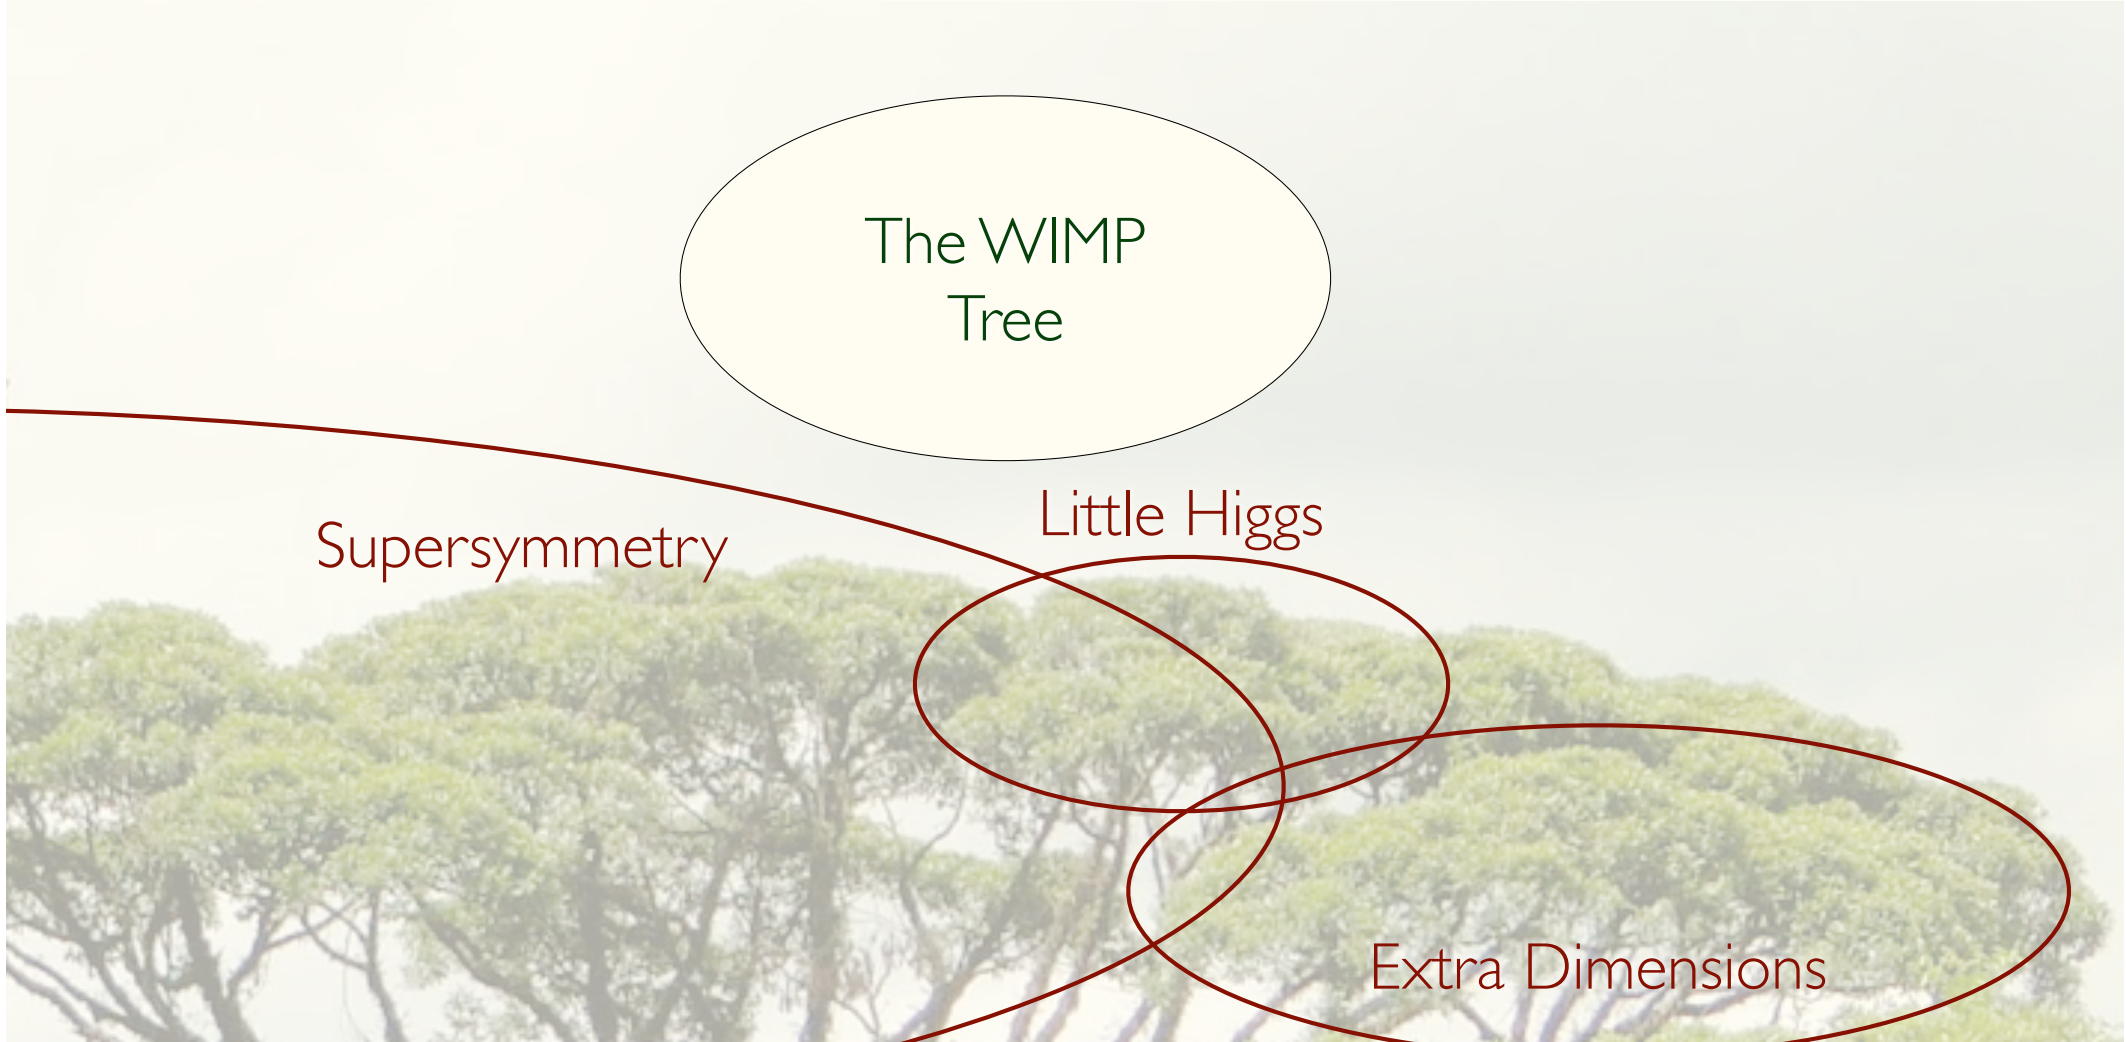 The WIMP
Tree
Little Higgs
Supersymmetry
Extra Dimensions